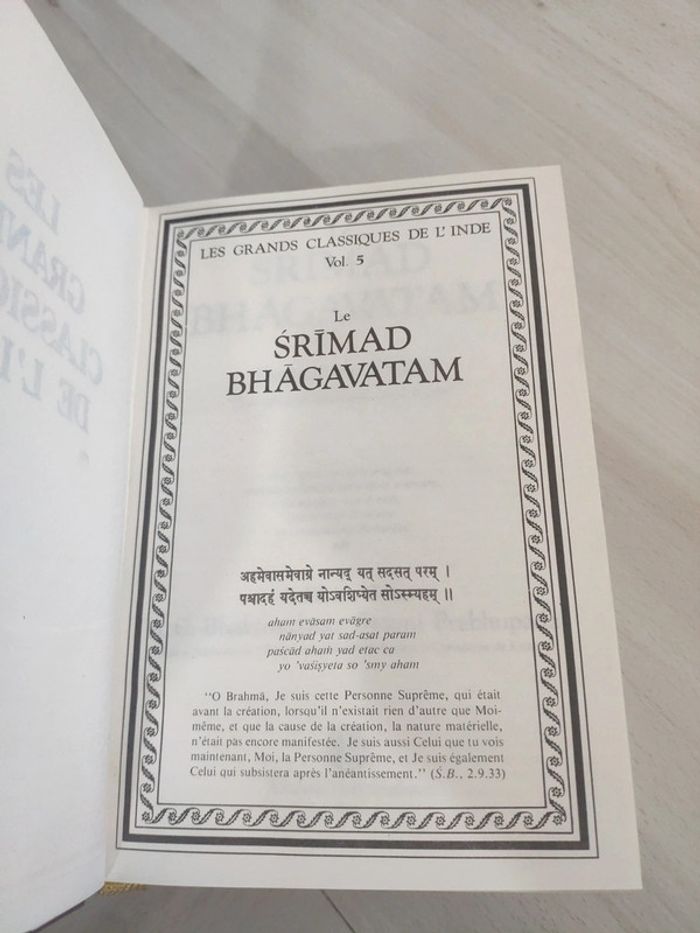 LES GRANDS CLASSIQUES DE L'INDE
Vol. 5
Le
ŚRĪMAD
BHĀGAVATAM
अहमेवासमेवाग्रे नान्यद् यत् सदसत् परम् ।
पश्चादहं यदेतच्च योऽवशिष्येत सोऽस्म्यहम् ॥
aham evāsam evāgre
nānyad yat sad-asat param
paścād ahaṁ yad etac ca
yo 'vaśiṣyeta so 'smy aham
"O Brahmā, Je suis cette Personne Suprême, qui était
avant la création, lorsqu'il n'existait rien d'autre que Moi-
même, et que la cause de la création, la nature matérielle,
n'était pas encore manifestée. Je suis aussi Celui que tu vois
maintenant, Moi, la Personne Suprême, et Je suis également
Celui qui subsistera après l'anéantissement." (Ś.B., 2.9.33)